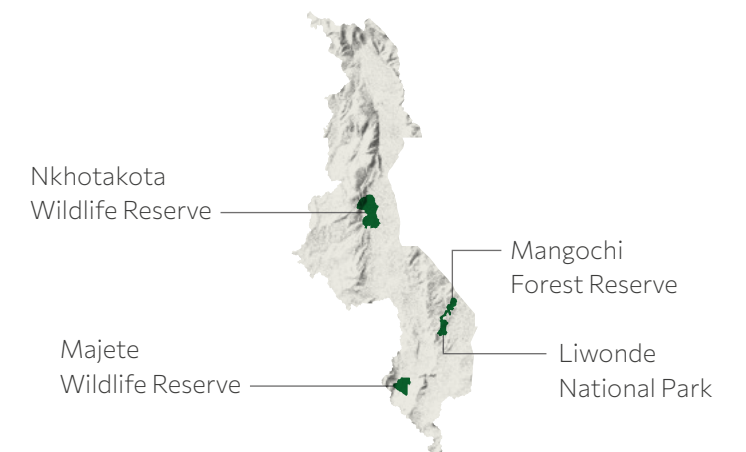 Nkhotakota
Wildlife Reserve
Mangochi
Forest Reserve
Majete
Wildlife Reserve
Liwonde
National Park